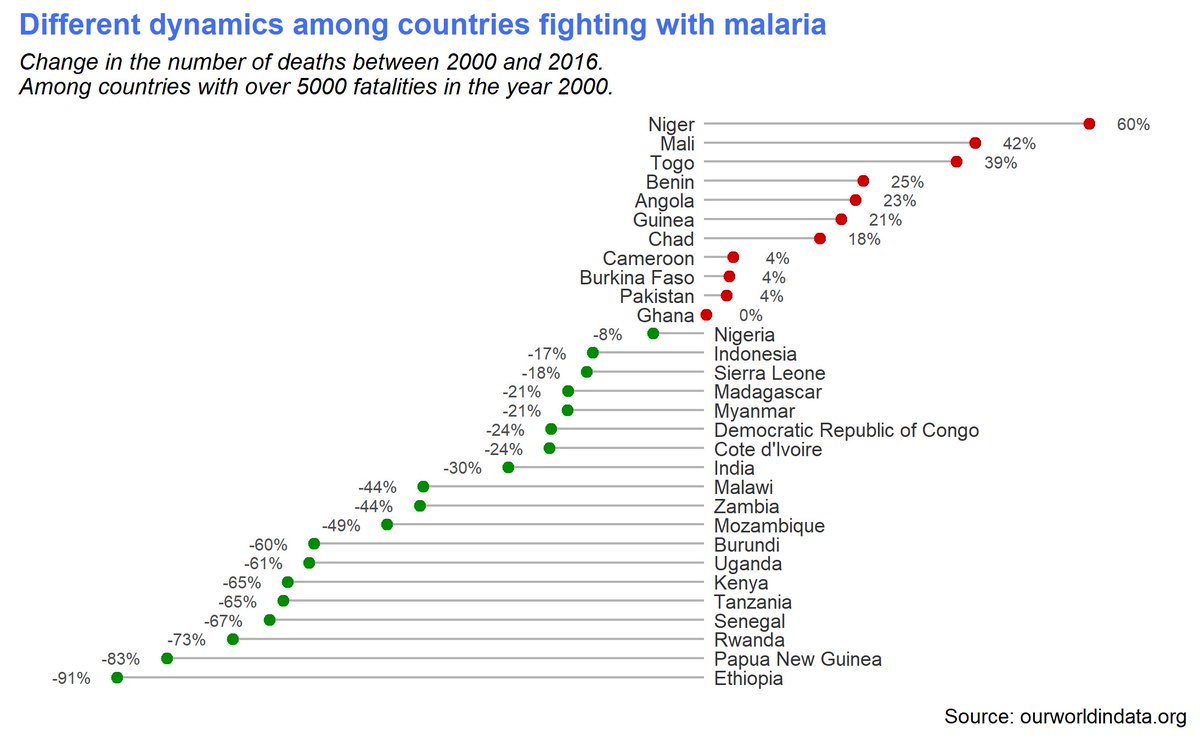 Different dynamics among countries fighting with malaria
Change in the number of deaths between 2000 and 2016.
Among countries with over 5000 fatalities in the year 2000.
Niger 60%
Mali 42%
Togo 39%
Benin 25%
Angola 23%
Guinea 21%
Chad 18%
Cameroon 4%
Burkina Faso 4%
Pakistan 4%
Ghana 0%
-8% Nigeria
-17% Indonesia
-18% Sierra Leone
-21% Madagascar
-21% Myanmar
-24% Democratic Republic of Congo
-24% Cote d'Ivoire
-30% India
-44% Malawi
-44% Zambia
-49% Mozambique
-60% Burundi
-61% Uganda
-65% Kenya
-65% Tanzania
-67% Senegal
-73% Rwanda
-83% Papua New Guinea
-91% Ethiopia
Source: ourworldindata.org